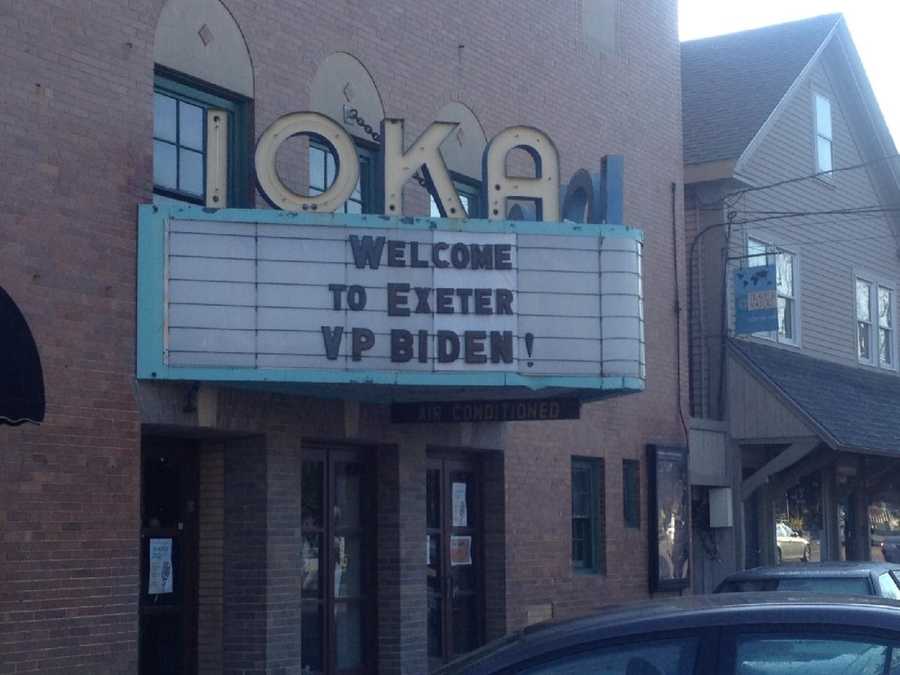 IOKA
WELCOME
TO EXETER
VP BIDEN!
AIR CONDITIONED